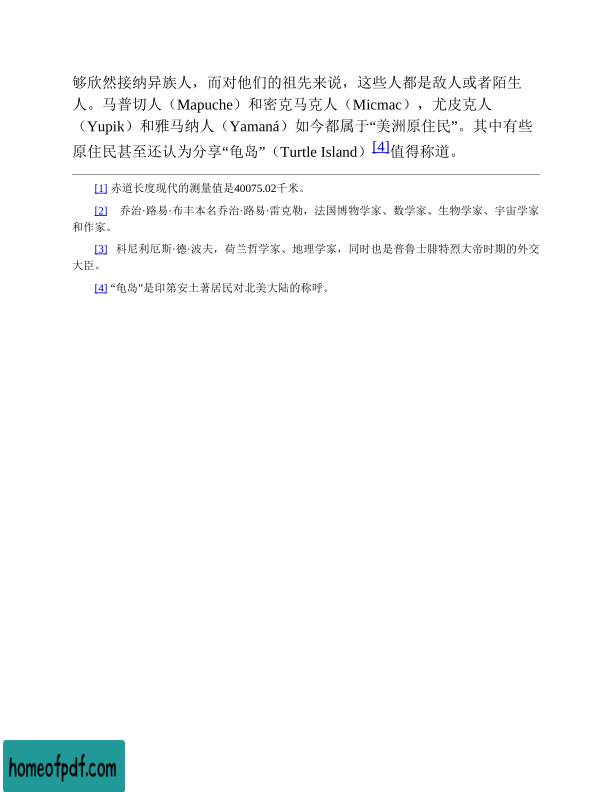 够欣然接纳异族人，而对他们的祖先来说，这些人都是敌人或者陌生
人。马普切人（Mapuche）和密克马克人（Micmac），尤皮克人
（Yupik）和雅马纳人（Yamaná）如今都属于“美洲原住民”。其中有些
原住民甚至还认为分享“龟岛”（Turtle Island）[4]值得称道。
[1] 赤道长度现代的测量值是40075.02千米。
[2] 乔治·路易·布丰本名乔治·路易·雷克勒，法国博物学家、数学家、生物学家、宇宙学家
和作家。
[3] 科尼利厄斯·德·波夫，荷兰哲学家、地理学家，同时也是普鲁士腓特烈大帝时期的外交
大臣。
[4] “龟岛”是印第安土著居民对北美大陆的称呼。
homeofpdf.com